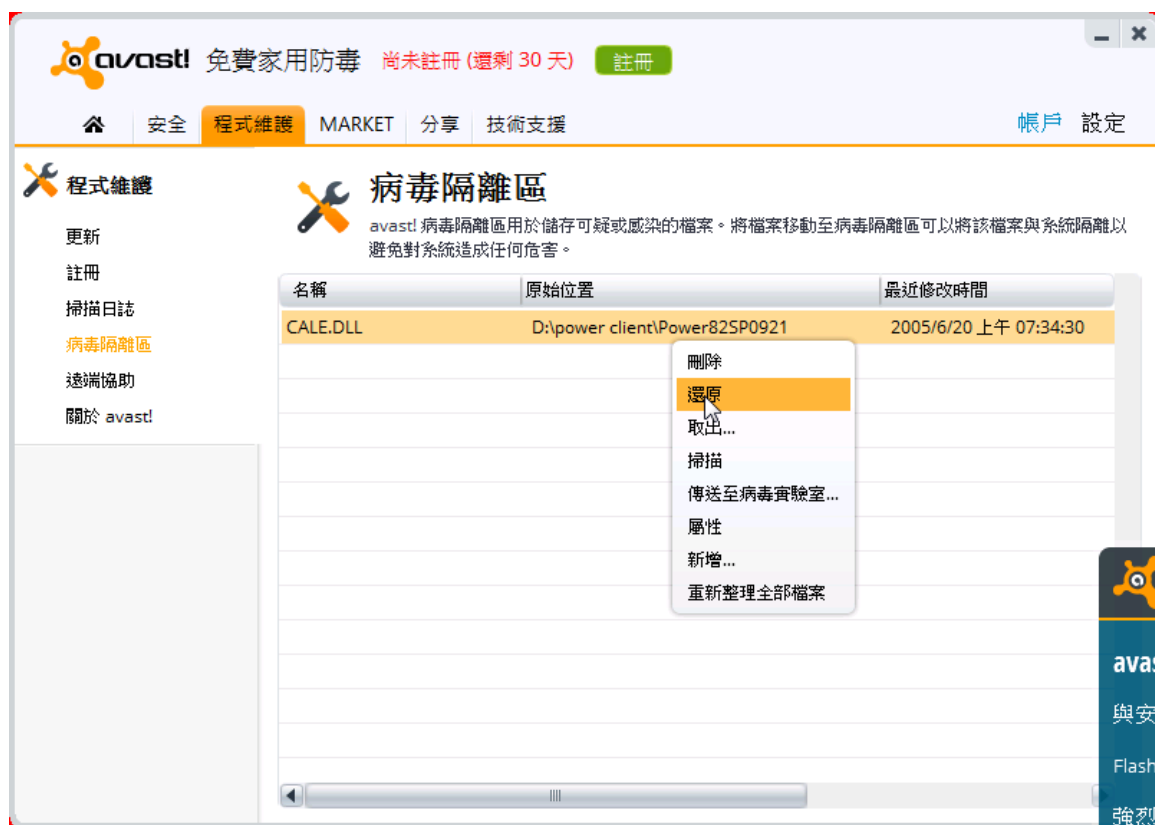 avast! 免費家用防毒 尚未註冊 (還剩 30 天) 註冊
安全 程式維護 MARKET 分享 技術支援 帳戶 設定
程式維護
更新
註冊
掃描日誌
病毒隔離區
遠端協助
關於 avast!
病毒隔離區
avast! 病毒隔離區用於儲存可疑或感染的檔案。將檔案移動至病毒隔離區可以將該檔案與系統隔離以
避免對系統造成任何危害。
名稱 原始位置 最近修改時間
CALE.DLL D:\power client\Power82SP0921 2005/6/20 上午 07:34:30
刪除
還原
取出...
掃描
傳送至病毒實驗室...
屬性
新增...
重新整理全部檔案
avas
與安
Flash
強烈